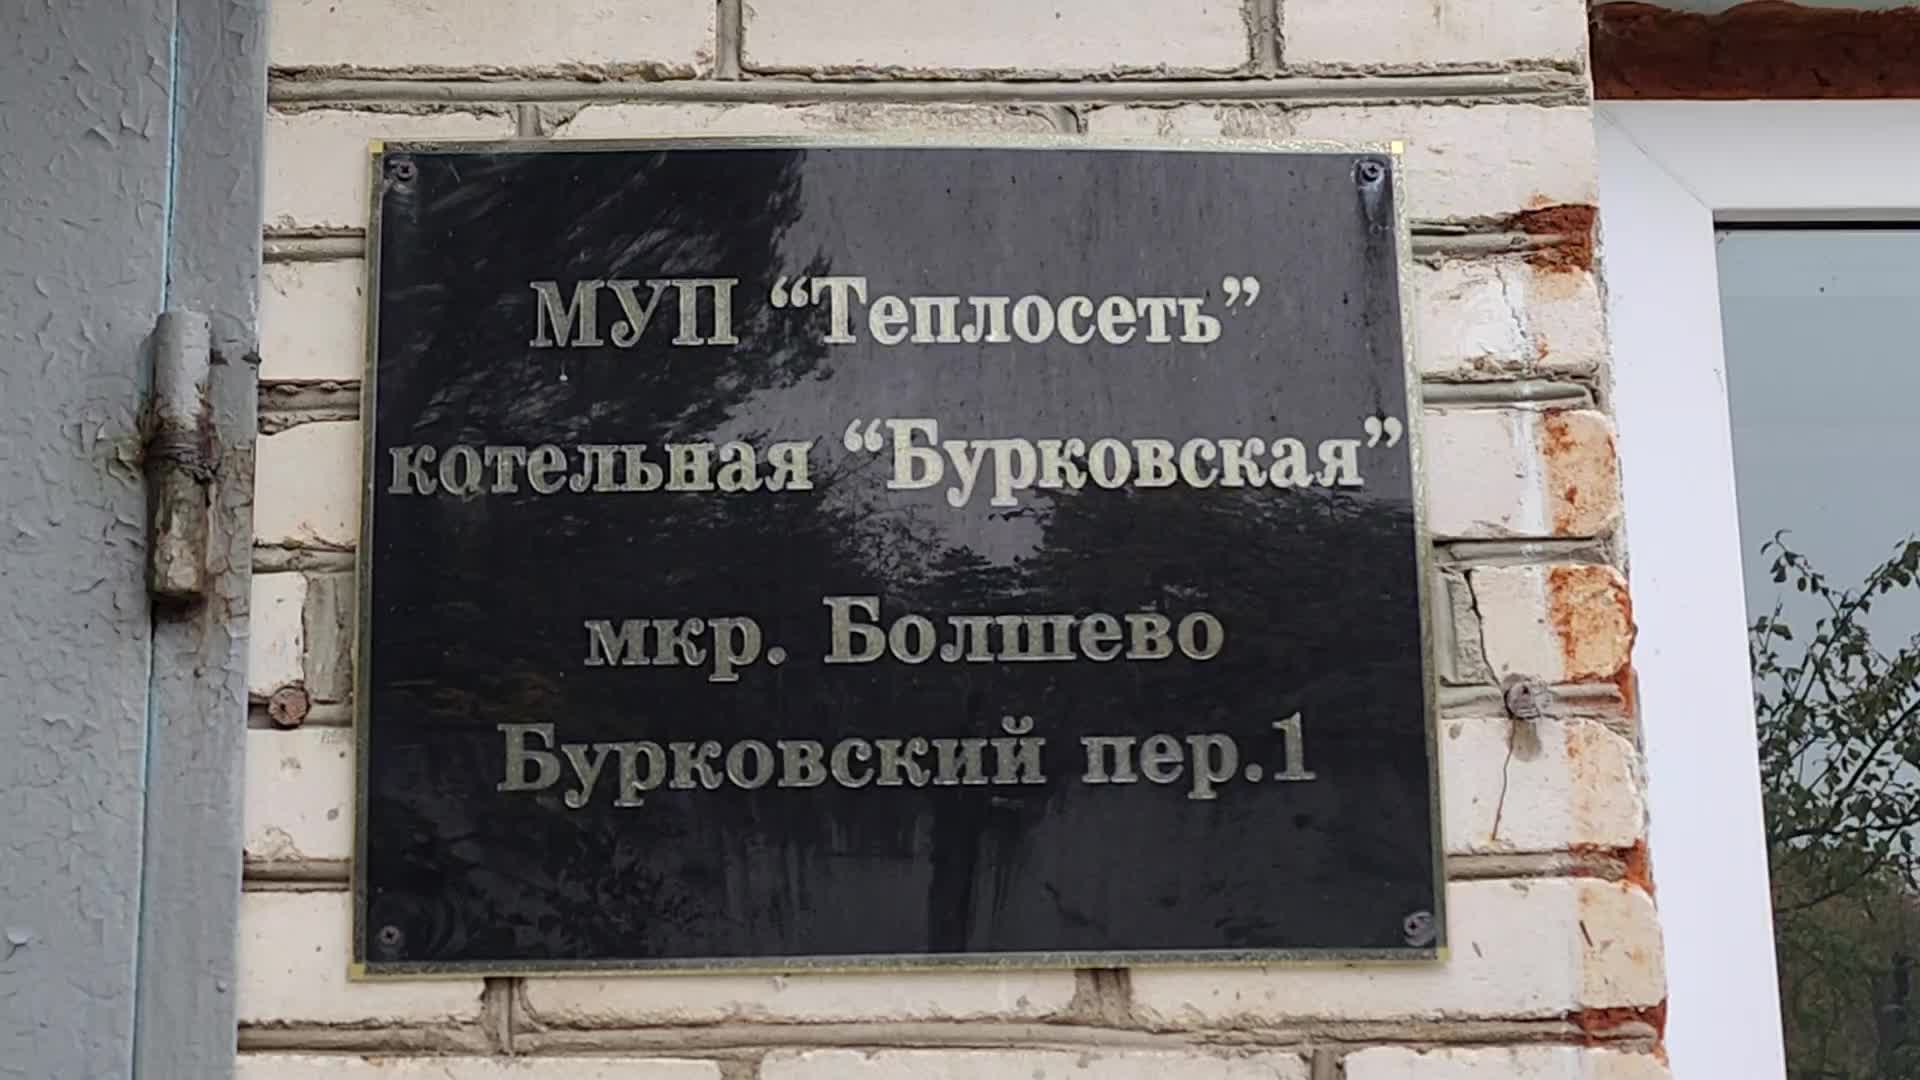 МУП “Теплосеть”
котельная “Бурковская”
мкр. Болшево
Бурковский пер.1